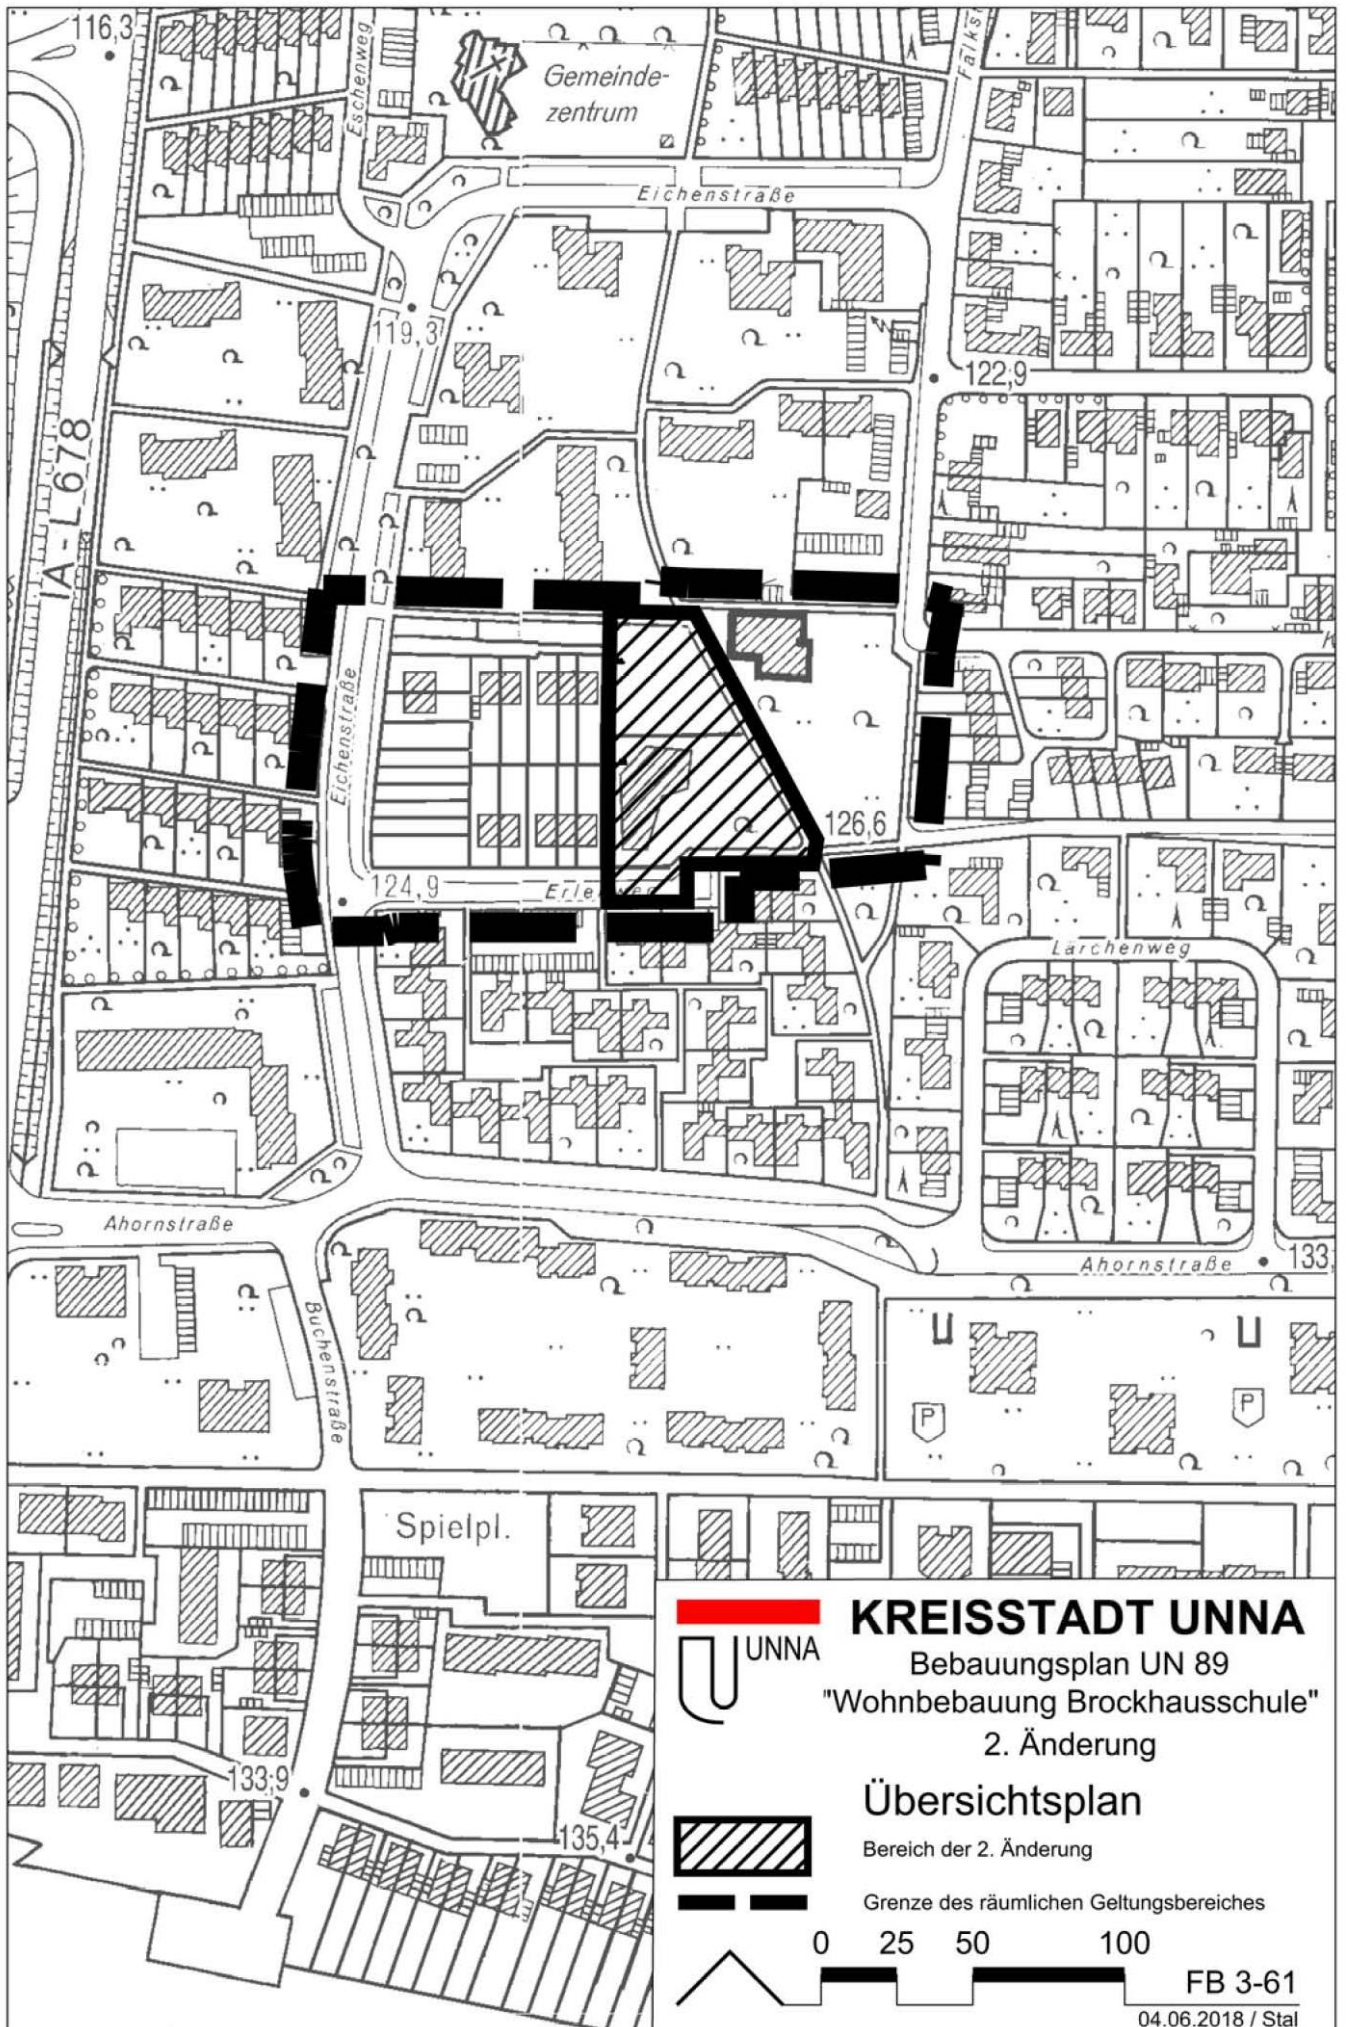 116,3
Eschenweg
Gemeinde-
zentrum
Eichenstraße
119,3
122,9
IA-L678
Eichenstraße
126,6
124,9
Lärchenweg
Ahornstraße
Ahornstraße
133,
Buchenstraße
P
P
Spielpl.
133,9
135,4
KREISSTADT UNNA
UNNA
Bebauungsplan UN 89
"Wohnbebauung Brockhausschule"
2. Änderung
Übersichtsplan
Bereich der 2. Änderung
Grenze des räumlichen Geltungsbereiches
0 25 50 100
FB 3-61
04.06.2018 / Stal